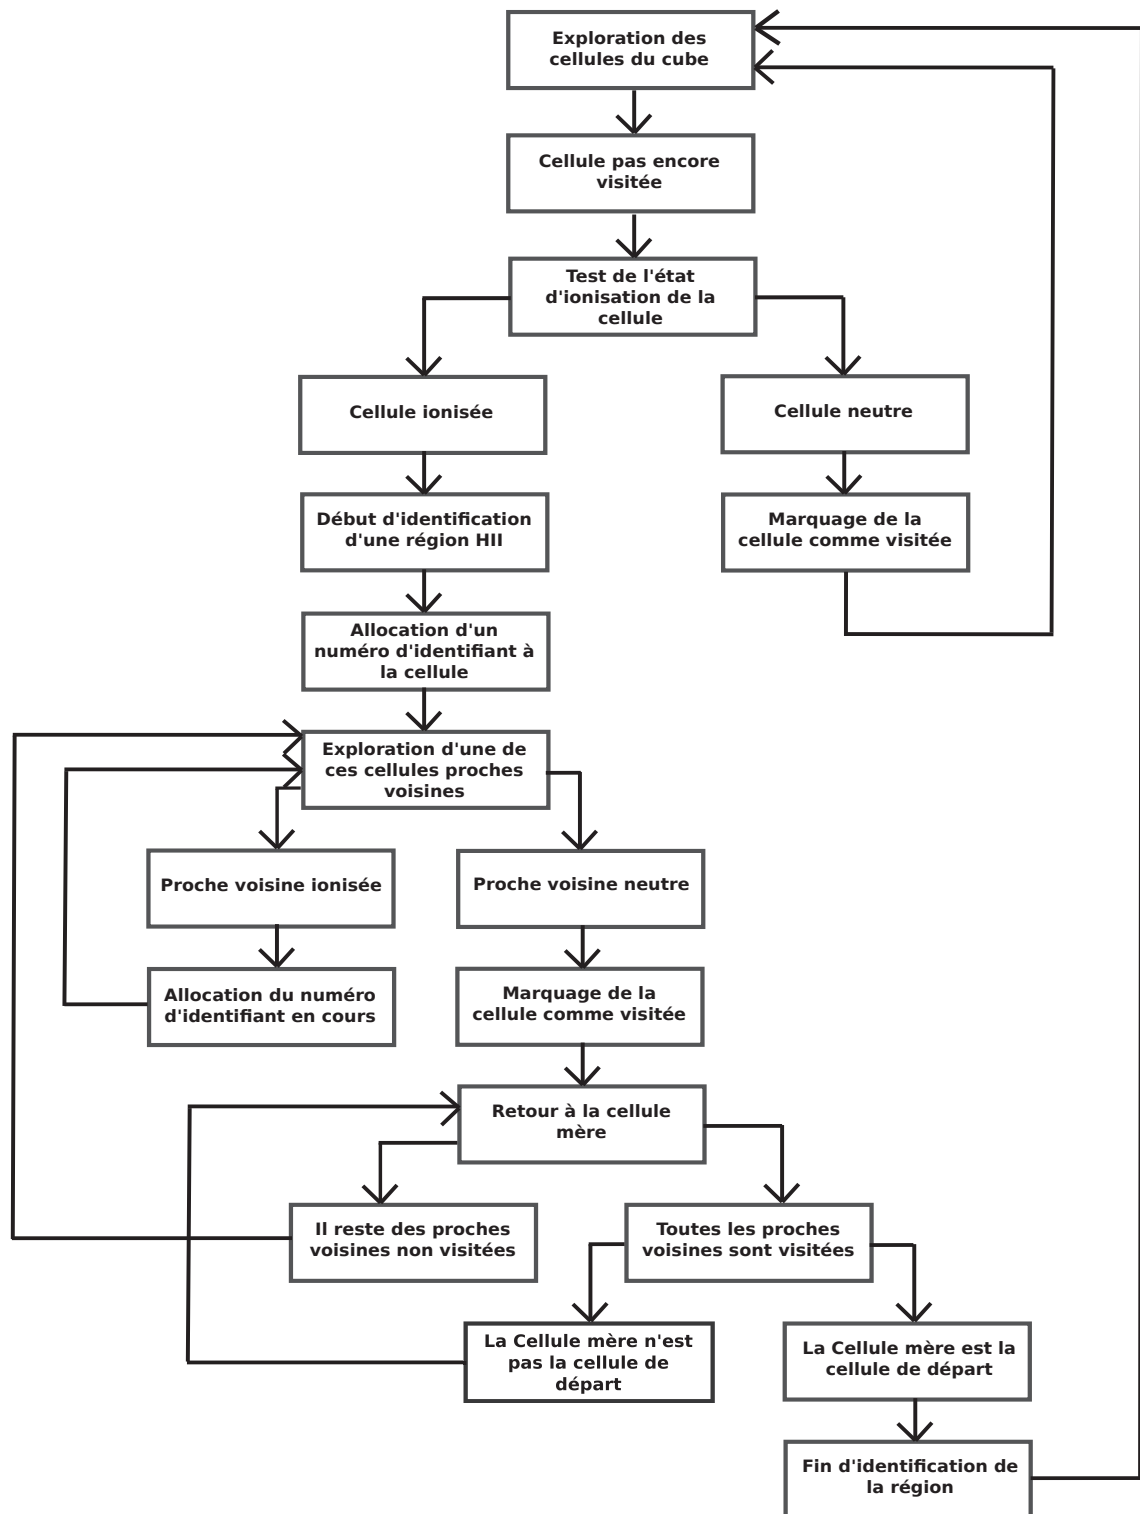 Exploration des
cellules du cube
Cellule pas encore
visitée
Test de l'état
d'ionisation de la
cellule
Cellule ionisée
Cellule neutre
Début d'identification
d'une région HII
Marquage de la
cellule comme visitée
Allocation d'un
numéro d'identifiant à
la cellule
Exploration d'une de
ces cellules proches
voisines
Proche voisine ionisée
Proche voisine neutre
Allocation du numéro
d'identifiant en cours
Marquage de la
cellule comme visitée
Retour à la cellule
mère
Il reste des proches
voisines non visitées
Toutes les proches
voisines sont visitées
La Cellule mère n'est
pas la cellule de
départ
La Cellule mère est la
cellule de départ
Fin d'identification de
la région